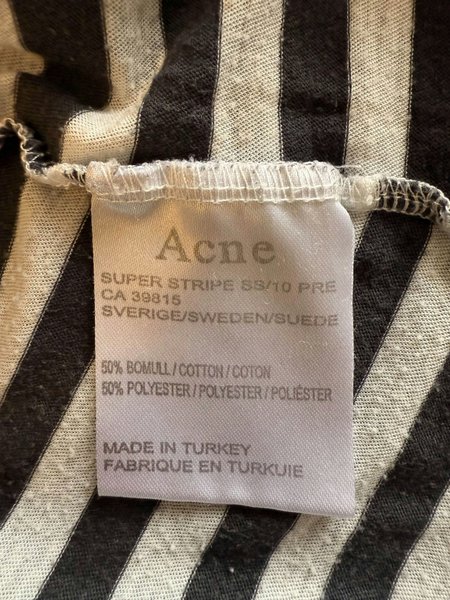 Acne
SUPER STRIPE SS/10 PRE
CA 39815
SVERIGE/SWEDEN/SUEDE
50% BOMULL / COTTON / COTON
50% POLYESTER / POLYESTER / POLIÉSTER
MADE IN TURKEY
FABRIQUE EN TURKUIE